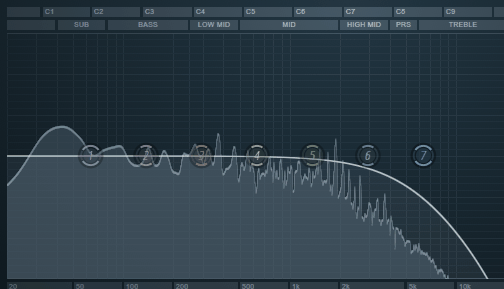 C1 C2 C3 C4 C5 C6 C7 C8 C9
SUB BASS LOW MID MID HIGH MID PRS TREBLE
1 2 3 4 5 6 7
20 50 100 200 500 1k 2k 5k 10k